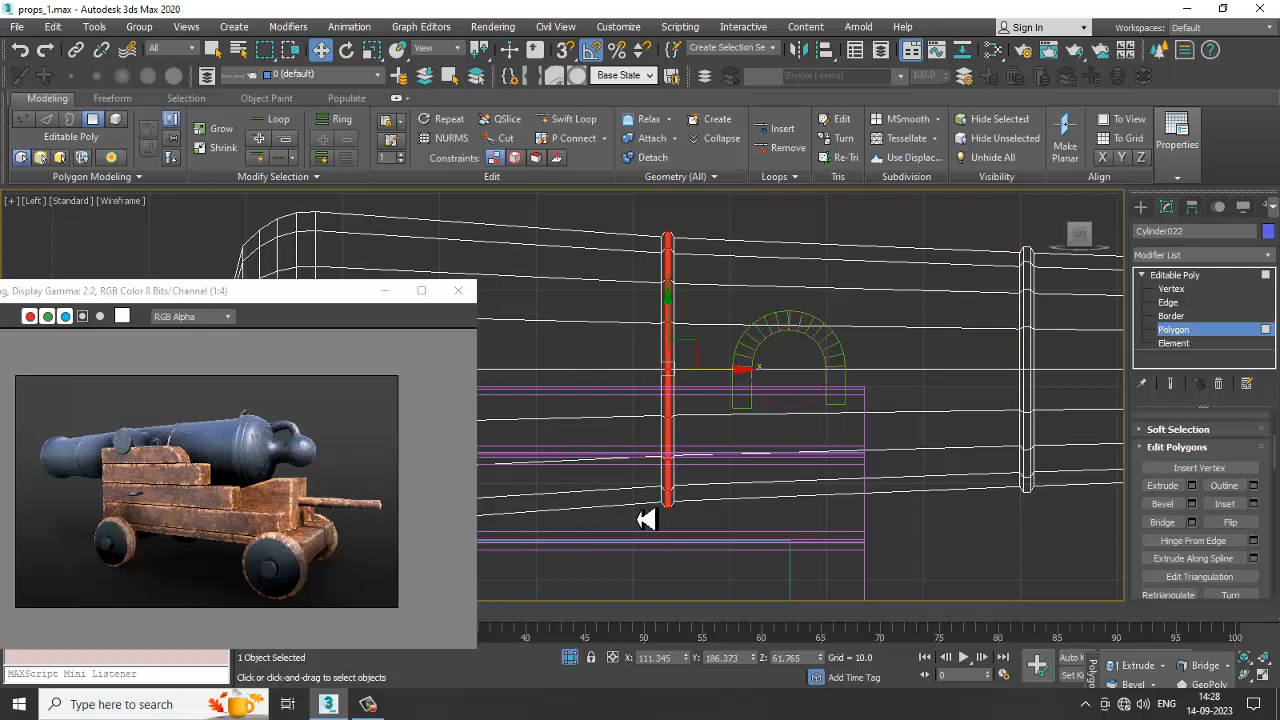 props_1.max - Autodesk 3ds Max 2020
File Edit Tools Group Views Create Modifiers Animation Graph Editors Rendering Civil View Customize Scripting Interactive Content Arnold Help Sign In Workspaces: Default
All View Create Selection Se
0 (default) Base State (Enable Layers) 100.0
Modeling Freeform Selection Object Paint Populate
Grow Loop Ring Repeat QSlice Swift Loop Relax Create Insert Edit MSmooth Hide Selected To View
Editable Poly Shrink NURMS Cut P Connect Attach Collapse Remove Turn Tessellate Hide Unselected Make Planar To Grid Properties
1 Constraints: Detach Re-Tri Use Displac... Unhide All X Y Z
Polygon Modeling Modify Selection Edit Geometry (All) Loops Tris Subdivision Visibility Align
[+] [Left] [Standard] [Wireframe]
Cylinder022
Modifier List
Editable Poly
Vertex
Edge
Border
Polygon
Element
g, Display Gamma: 2.2, RGB Color 8 Bits/Channel (1:4)
RGB Alpha
x
Soft Selection
Edit Polygons
Insert Vertex
Extrude Outline
Bevel Inset
Bridge Flip
Hinge From Edge
Extrude Along Spline
Edit Triangulation
Retriangulate Turn
40 45 50 52 55 60 65 70 75 80 85 90 95 100
1 Object Selected X: 111.345 Y: 186.373 Z: 61.765 Grid = 10.0 Auto K Polygon Extrude Bridge
MAXScript Mini Listener Click or click-and-drag to select objects Add Time Tag 0 Set K Bevel GeoPoly
Type here to search ENG 14:28
14-09-2023